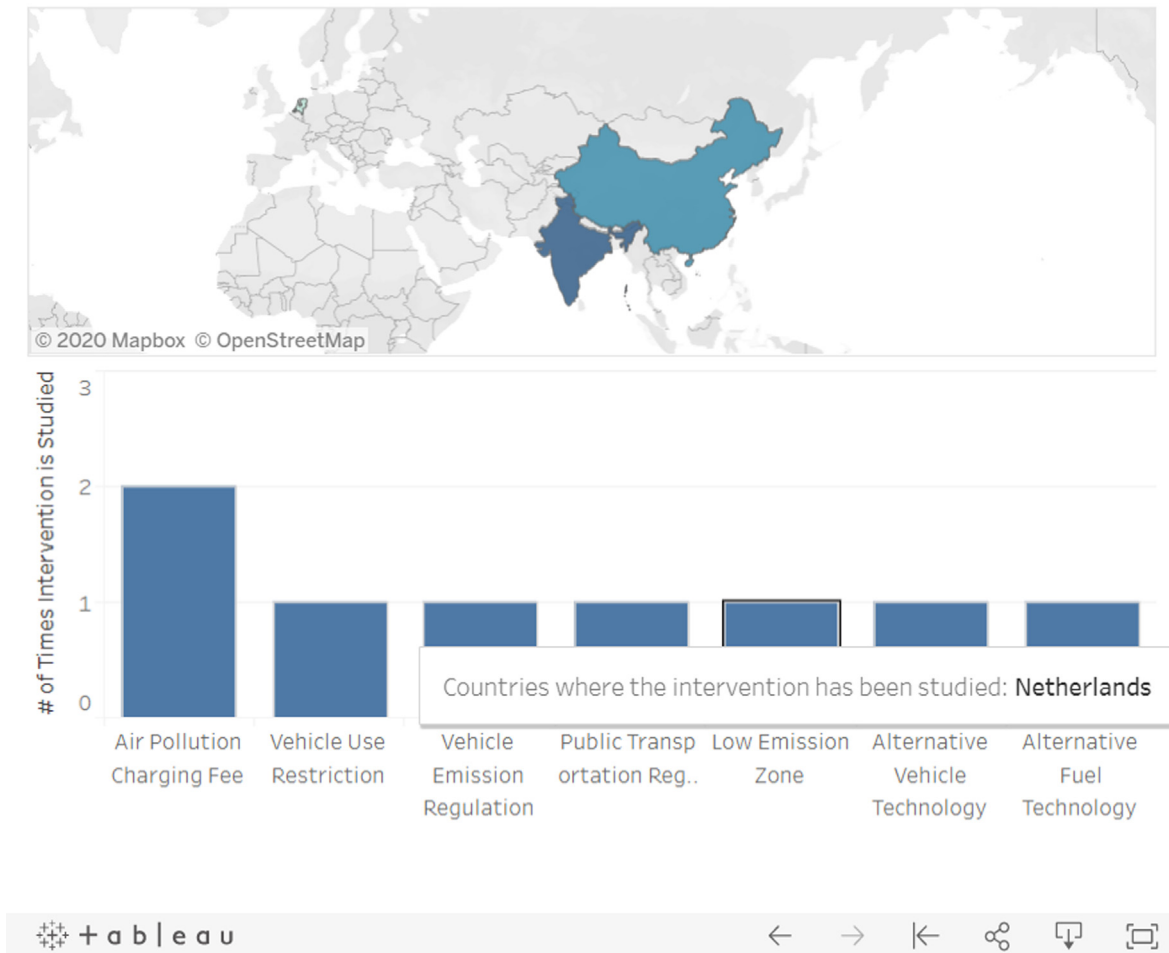 © 2020 Mapbox © OpenStreetMap
# of Times Intervention is Studied
3
2
1
0
Countries where the intervention has been studied: Netherlands
Air Pollution
Charging Fee
Vehicle Use
Restriction
Vehicle
Emission
Regulation
Public Transp
ortation Reg..
Low Emission
Zone
Alternative
Vehicle
Technology
Alternative
Fuel
Technology
+ a b | e a u